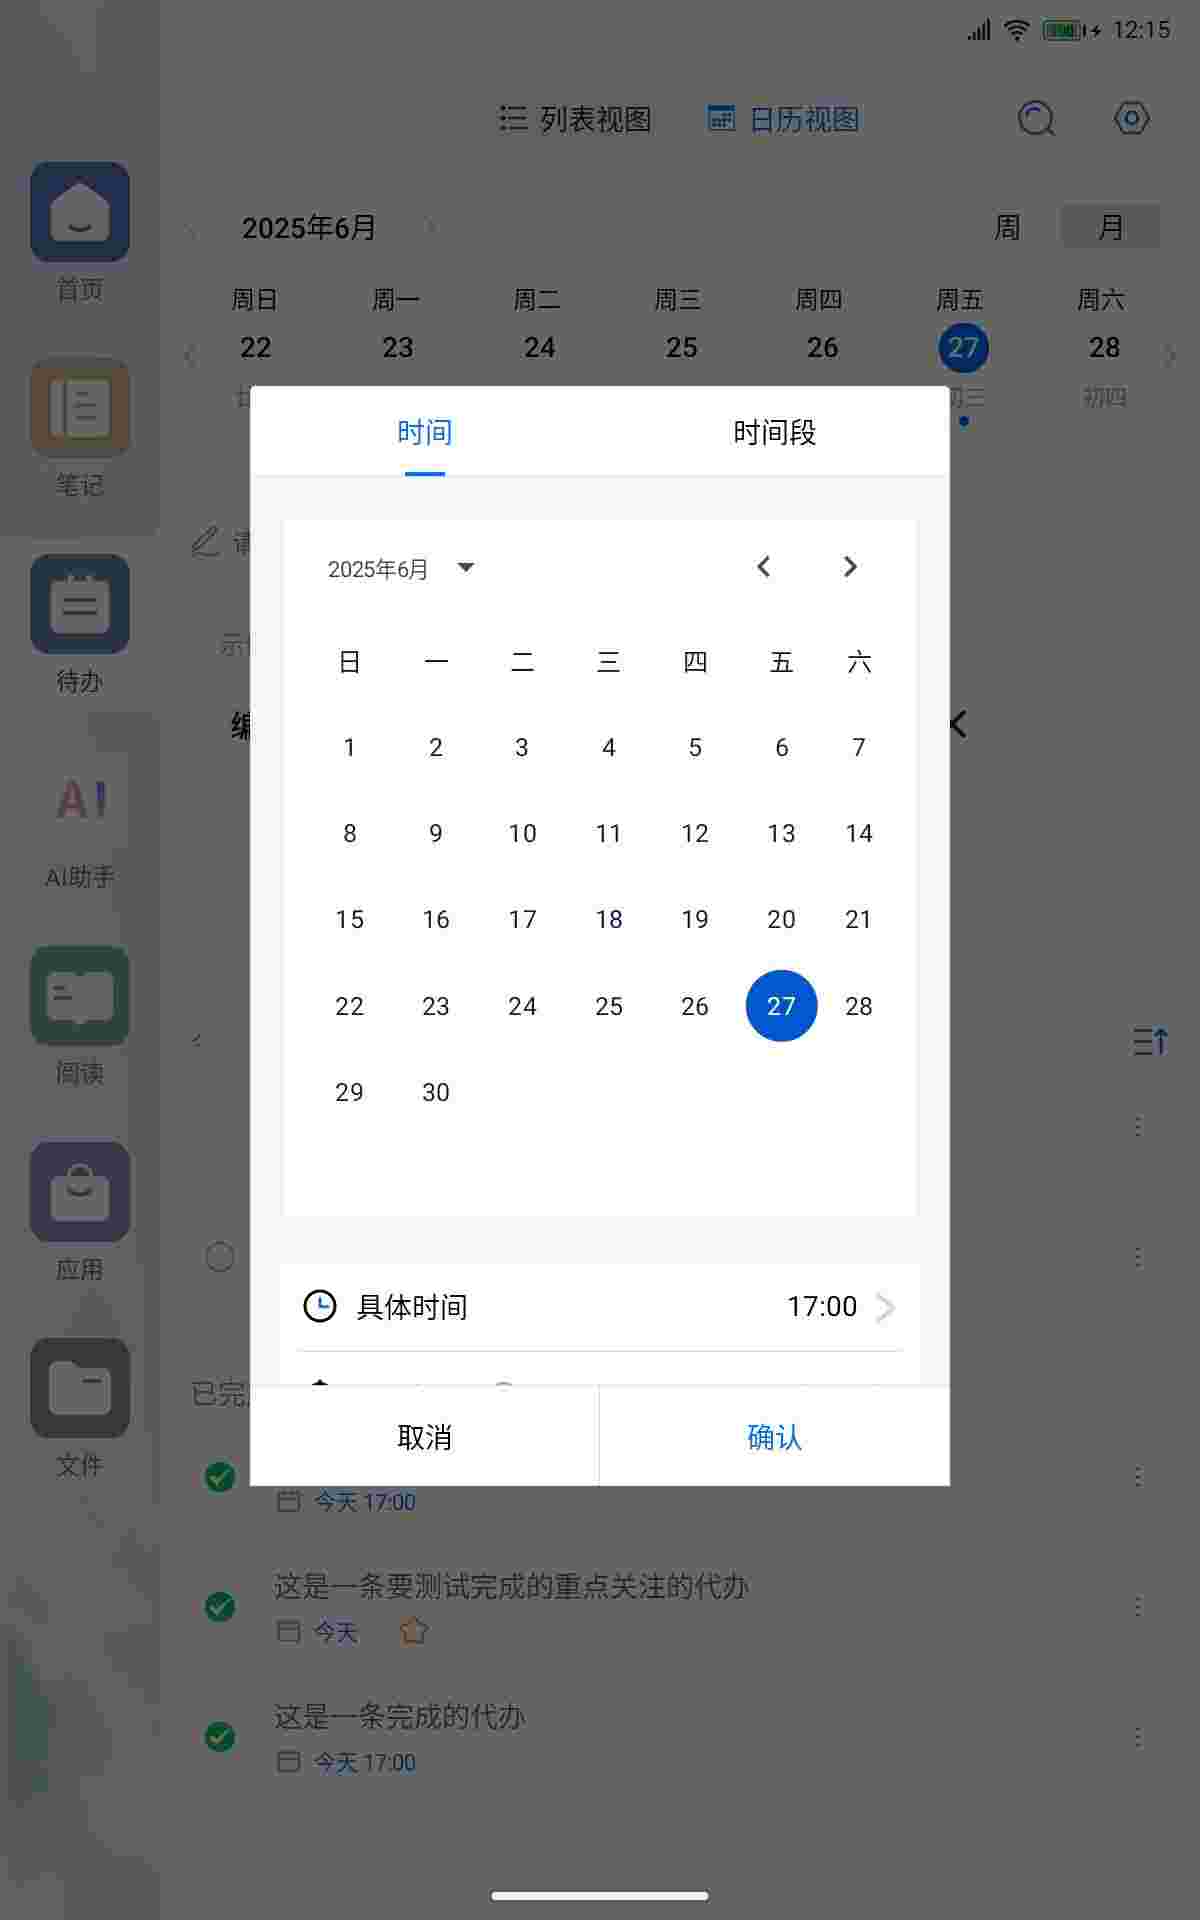 12:15
列表视图 日历视图
2025年6月 周 月
周日 周一 周二 周三 周四 周五 周六
22 23 24 25 26 27 28
初三 初四
时间 时间段
2025年6月
日 一 二 三 四 五 六
1 2 3 4 5 6 7
8 9 10 11 12 13 14
15 16 17 18 19 20 21
22 23 24 25 26 27 28
29 30
具体时间 17:00
取消 确认
首页
笔记
待办
AI
AI助手
阅读
应用
文件
已完
今天 17:00
这是一条要测试完成的重点关注的代办
今天
这是一条完成的代办
今天 17:00